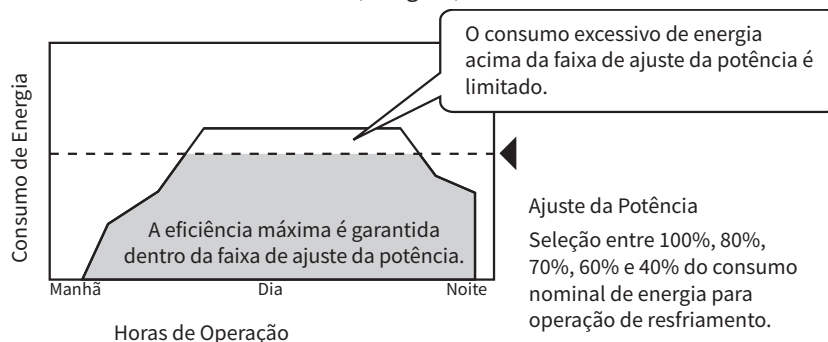 O consumo excessivo de energia
acima da faixa de ajuste da potência é
limitado.
Consumo de Energia
A eficiência máxima é garantida
dentro da faixa de ajuste da potência.
Manhã Dia Noite
Horas de Operação
Ajuste da Potência
Seleção entre 100%, 80%,
70%, 60% e 40% do consumo
nominal de energia para
operação de resfriamento.